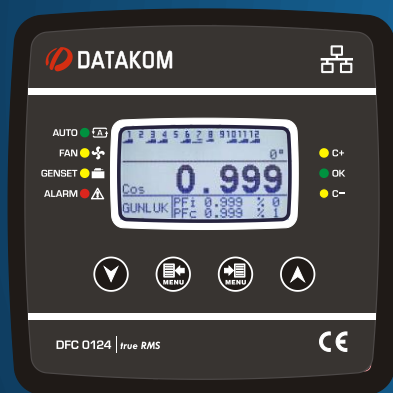 DATAKOM
AUTO A
FAN
GENSET
ALARM
1 2 3 4 5 6 7 8 9 10 11 12
0°
Cos 0.999
GUNLUK
PFi 0.999 % 0
PFc 0.999 % 1
C+
OK
C-
MENU MENU
DFC 0124 | true RMS
CE